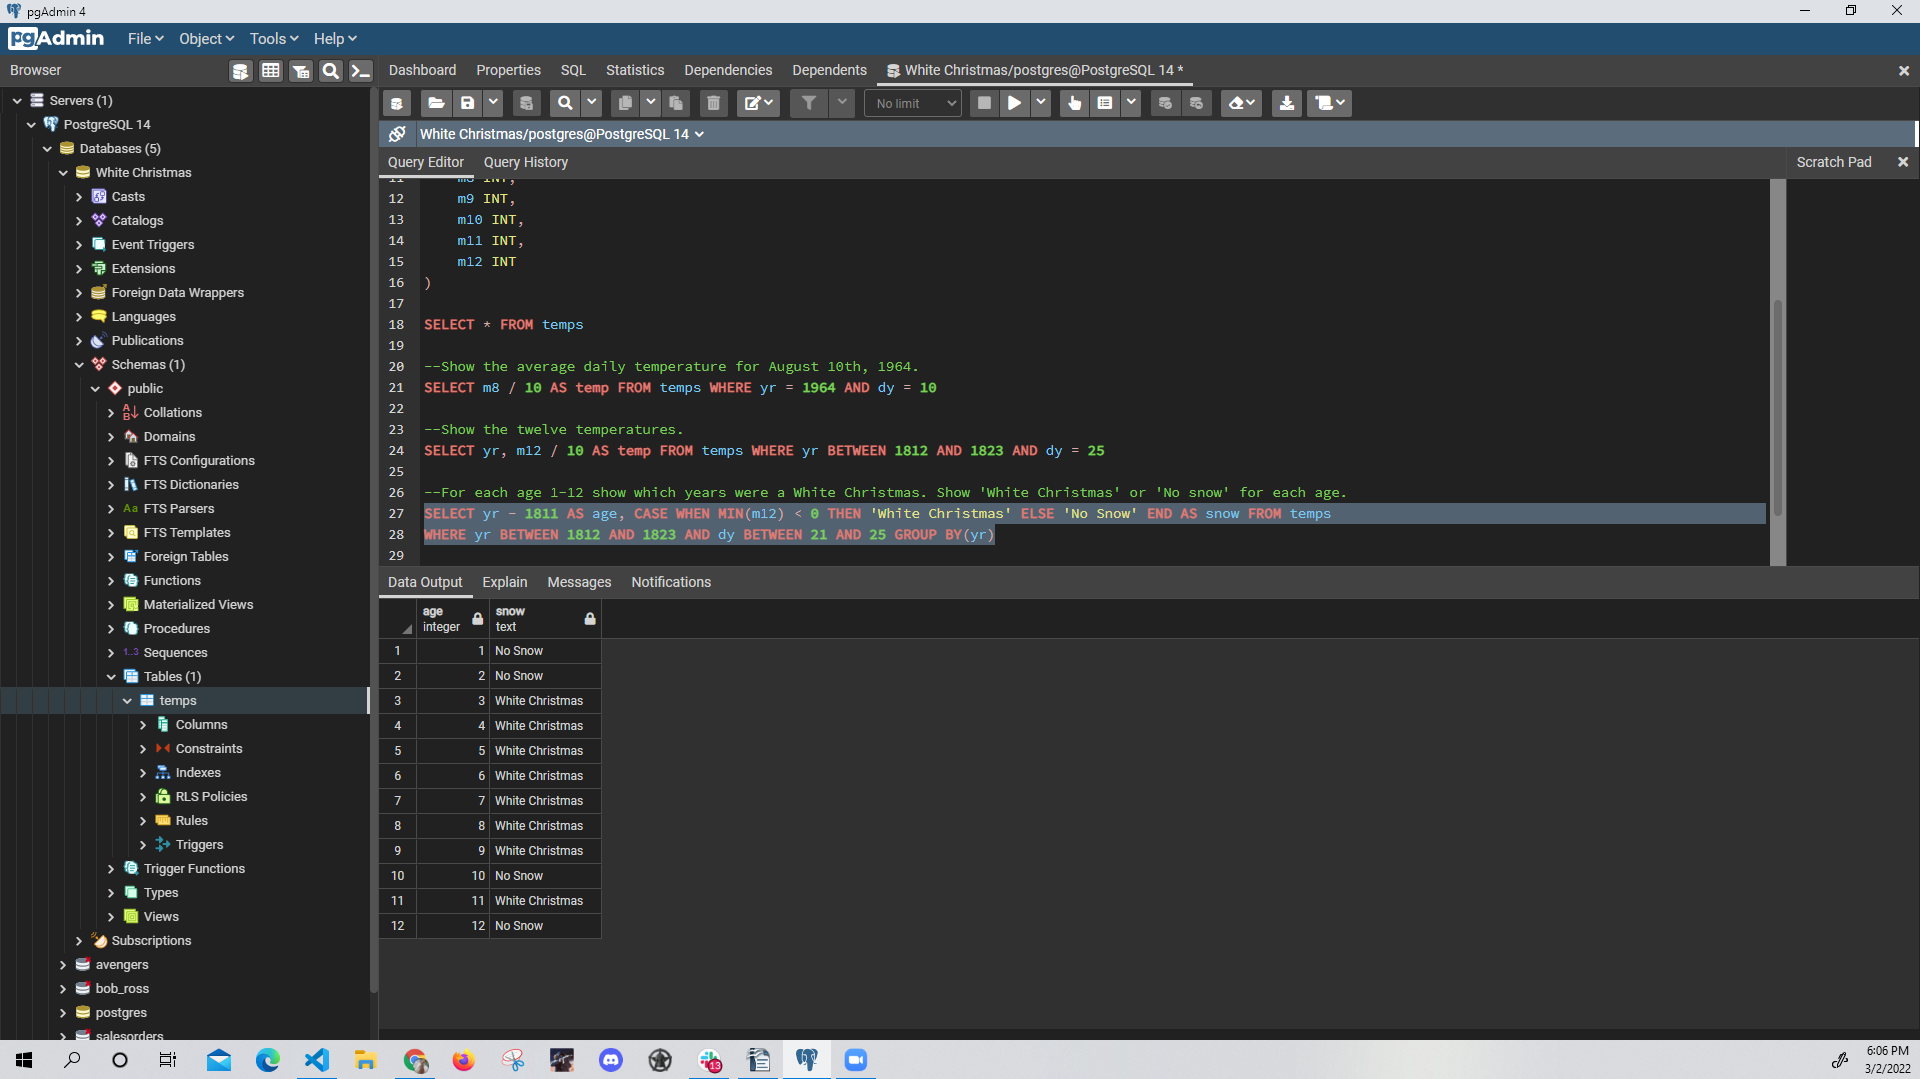 pgAdmin 4
pgAdmin
File
Object
Tools
Help
Browser
Dashboard
Properties
SQL
Statistics
Dependencies
Dependents
White Christmas/postgres@PostgreSQL 14 *
No limit
White Christmas/postgres@PostgreSQL 14
Query Editor
Query History
Scratch Pad
Servers (1)
PostgreSQL 14
Databases (5)
White Christmas
Casts
Catalogs
Event Triggers
Extensions
Foreign Data Wrappers
Languages
Publications
Schemas (1)
public
Collations
Domains
FTS Configurations
FTS Dictionaries
Aa FTS Parsers
FTS Templates
Foreign Tables
Functions
Materialized Views
Procedures
1..3 Sequences
Tables (1)
temps
Columns
Constraints
Indexes
RLS Policies
Rules
Triggers
Trigger Functions
Types
Views
Subscriptions
avengers
bob_ross
postgres
salesorders
11 m8 INT,
12 m9 INT,
13 m10 INT,
14 m11 INT,
15 m12 INT
16 )
17
18 SELECT * FROM temps
19
20 --Show the average daily temperature for August 10th, 1964.
21 SELECT m8 / 10 AS temp FROM temps WHERE yr = 1964 AND dy = 10
22
23 --Show the twelve temperatures.
24 SELECT yr, m12 / 10 AS temp FROM temps WHERE yr BETWEEN 1812 AND 1823 AND dy = 25
25
26 --For each age 1-12 show which years were a White Christmas. Show 'White Christmas' or 'No snow' for each age.
27 SELECT yr - 1811 AS age, CASE WHEN MIN(m12) < 0 THEN 'White Christmas' ELSE 'No Snow' END AS snow FROM temps
28 WHERE yr BETWEEN 1812 AND 1823 AND dy BETWEEN 21 AND 25 GROUP BY(yr)
29
Data Output
Explain
Messages
Notifications
age
integer
snow
text
1 1 No Snow
2 2 No Snow
3 3 White Christmas
4 4 White Christmas
5 5 White Christmas
6 6 White Christmas
7 7 White Christmas
8 8 White Christmas
9 9 White Christmas
10 10 No Snow
11 11 White Christmas
12 12 No Snow
13
6:06 PM
3/2/2022